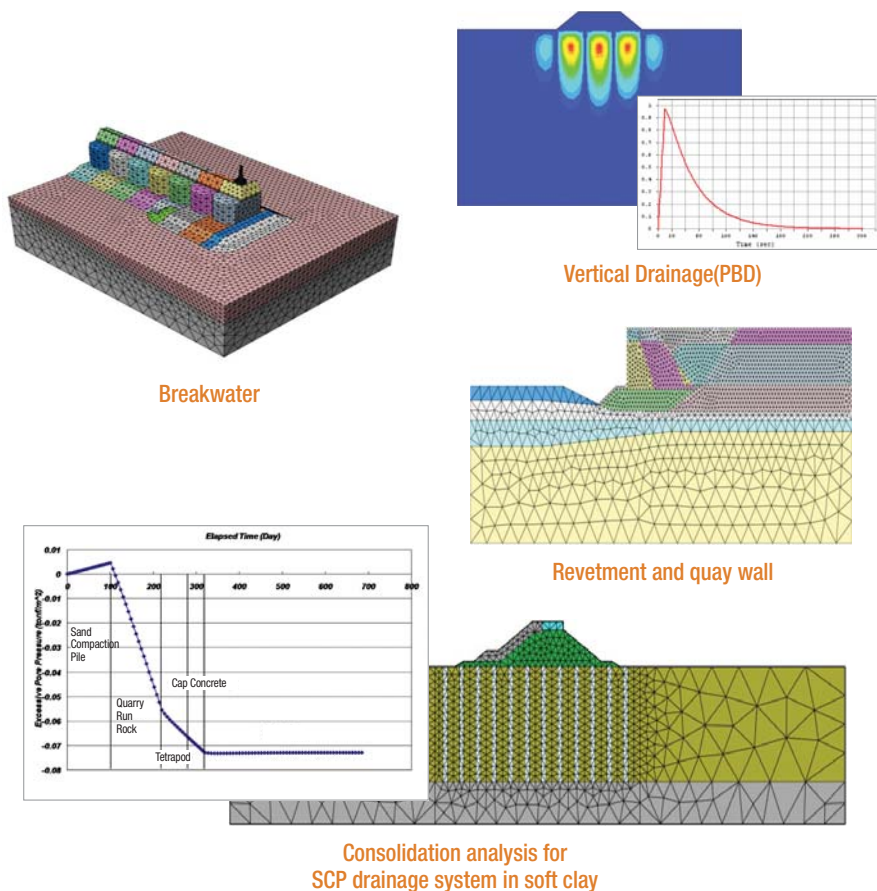 Breakwater
Vertical Drainage(PBD)
Time (sec)
Revetment and quay wall
Elapsed Time (Day)
Excessive Pore Pressure (tonf/m^2)
0.01
0
-0.01
-0.02
-0.03
-0.04
-0.05
-0.06
-0.07
-0.08
0 100 200 300 400 500 600 700 800
Sand
Compaction
Pile
Quarry
Run
Rock
Cap Concrete
Tetrapod
Consolidation analysis for
SCP drainage system in soft clay